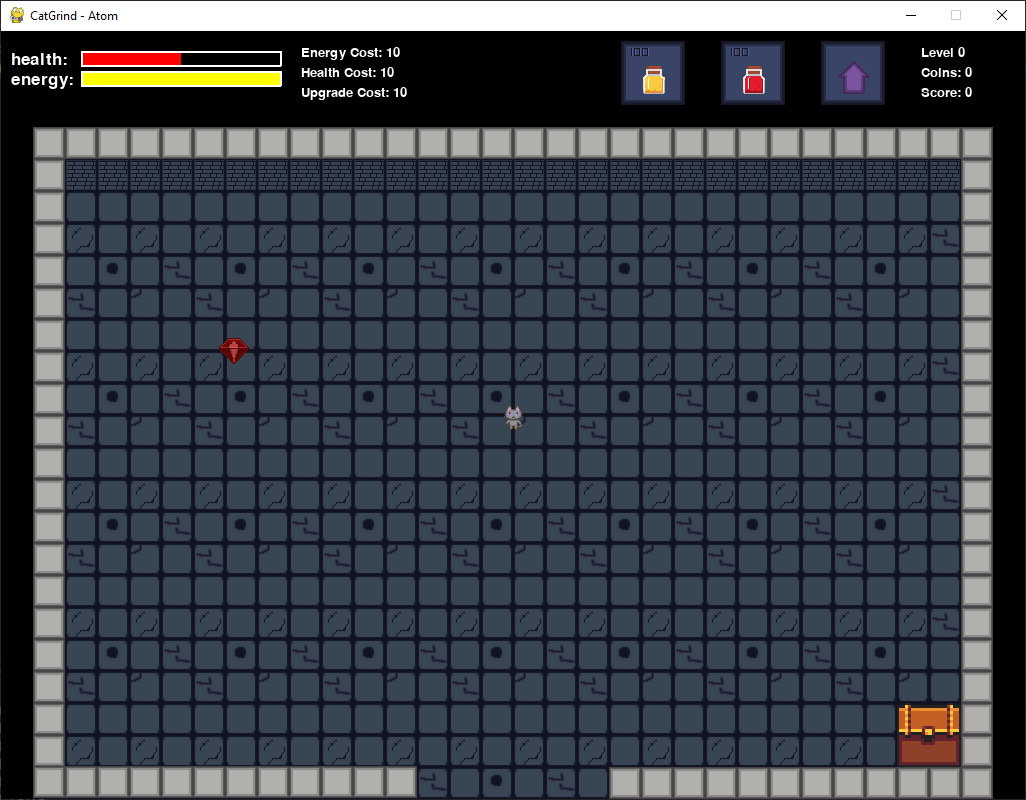 CatGrind - Atom
health:
energy:
Energy Cost: 10
Health Cost: 10
Upgrade Cost: 10
100
100
Level 0
Coins: 0
Score: 0